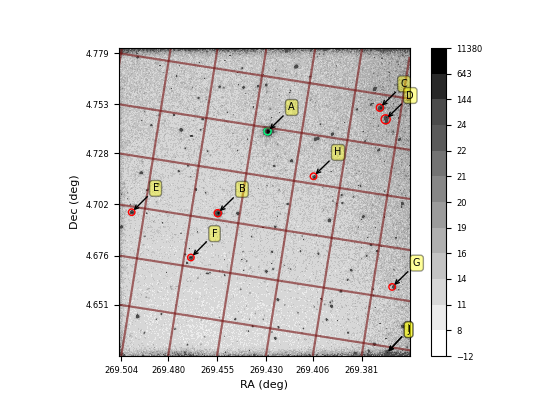 4.779
4.753
4.728
4.702
4.676
4.651
Dec (deg)
269.504
269.480
269.455
269.430
269.406
269.381
RA (deg)
A
B
C
D
E
F
G
H
11380
643
144
24
22
21
20
19
16
14
11
8
−12